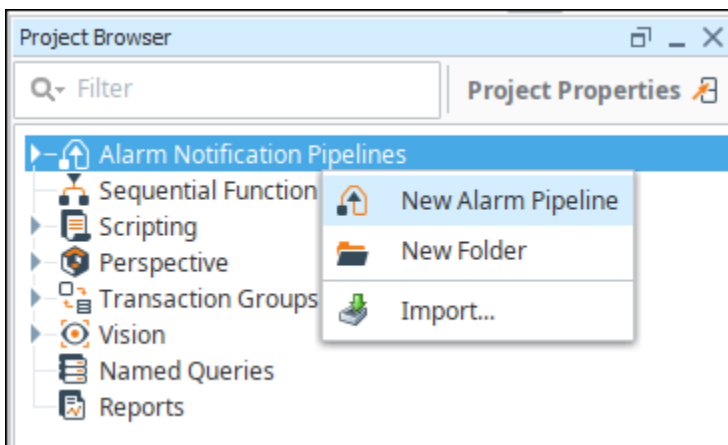 Project Browser
Filter
Project Properties
Alarm Notification Pipelines
Sequential Function
New Alarm Pipeline
Scripting
New Folder
Perspective
Transaction Groups
Import...
Vision
Named Queries
Reports